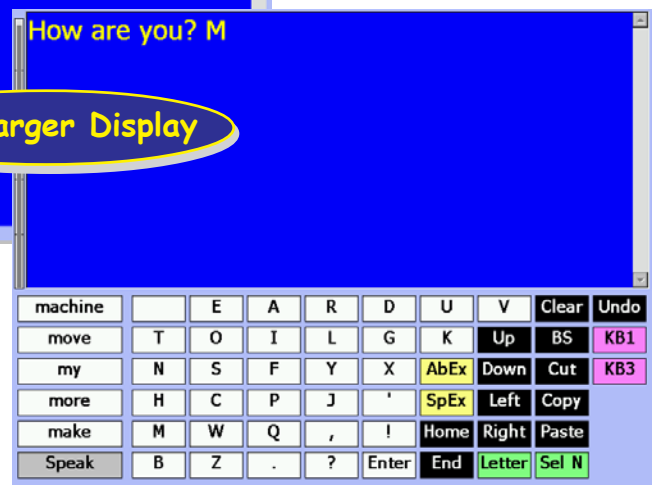 How are you? M
arger Display
machine E A R D U V Clear Undo
move T O I L G K Up BS KB1
my N S F Y X AbEx Down Cut KB3
more H C P J ' SpEx Left Copy
make M W Q , ! Home Right Paste
Speak B Z . ? Enter End Letter Sel N